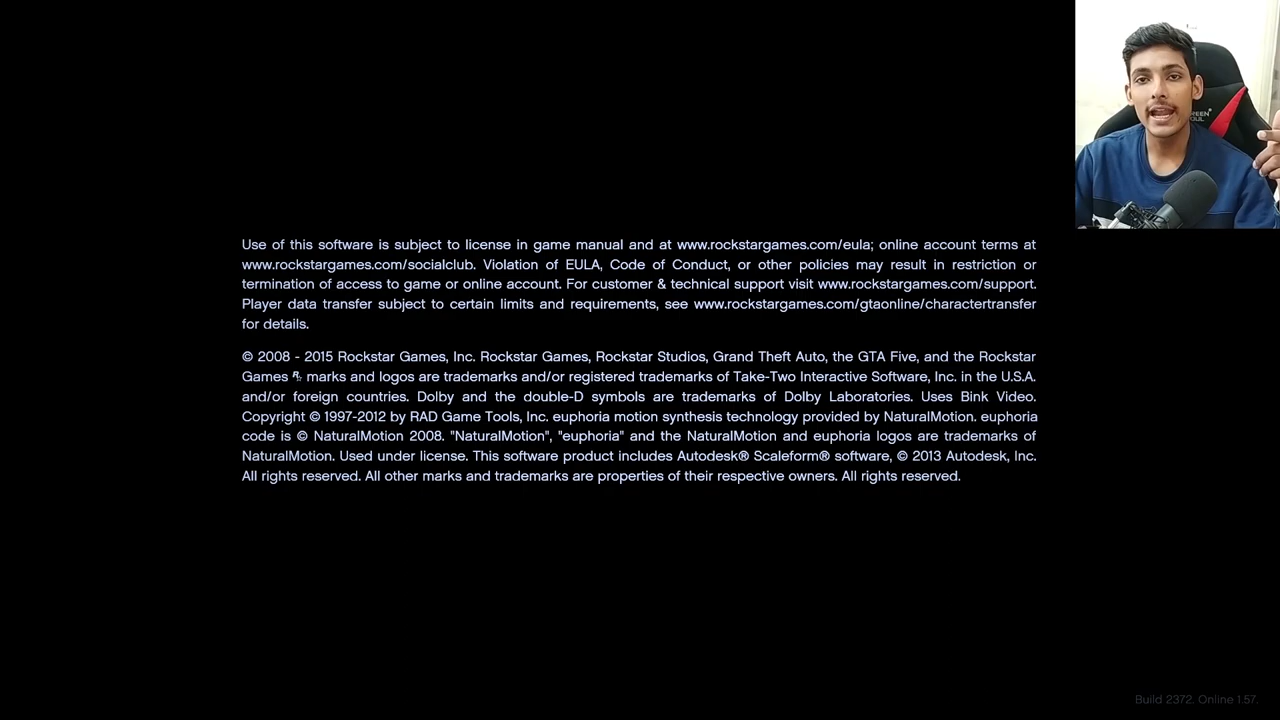 Use of this software is subject to license in game manual and at www.rockstargames.com/eula; online account terms at
www.rockstargames.com/socialclub. Violation of EULA, Code of Conduct, or other policies may result in restriction or
termination of access to game or online account. For customer & technical support visit www.rockstargames.com/support.
Player data transfer subject to certain limits and requirements, see www.rockstargames.com/gtaonline/charactertransfer
for details.
© 2008 - 2015 Rockstar Games, Inc. Rockstar Games, Rockstar Studios, Grand Theft Auto, the GTA Five, and the Rockstar
Games R* marks and logos are trademarks and/or registered trademarks of Take-Two Interactive Software, Inc. in the U.S.A.
and/or foreign countries. Dolby and the double-D symbols are trademarks of Dolby Laboratories. Uses Bink Video.
Copyright © 1997-2012 by RAD Game Tools, Inc. euphoria motion synthesis technology provided by NaturalMotion. euphoria
code is © NaturalMotion 2008. "NaturalMotion", "euphoria" and the NaturalMotion and euphoria logos are trademarks of
NaturalMotion. Used under license. This software product includes Autodesk® Scaleform® software, © 2013 Autodesk, Inc.
All rights reserved. All other marks and trademarks are properties of their respective owners. All rights reserved.
Build 2372. Online 1.57.